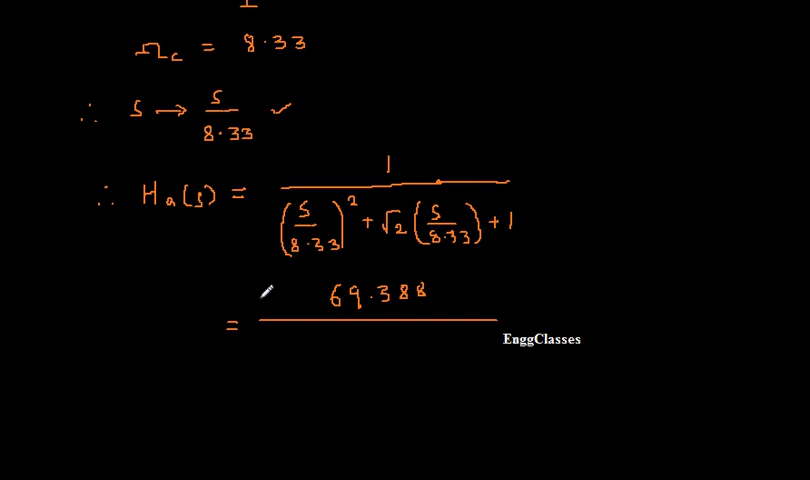 Ωc = 8.33
∴ S → S/8.33 ✓
∴ Ha(s) = 1 / ((S/8.33)² + √2 (S/8.33) + 1)
= 69.388
EnggClasses